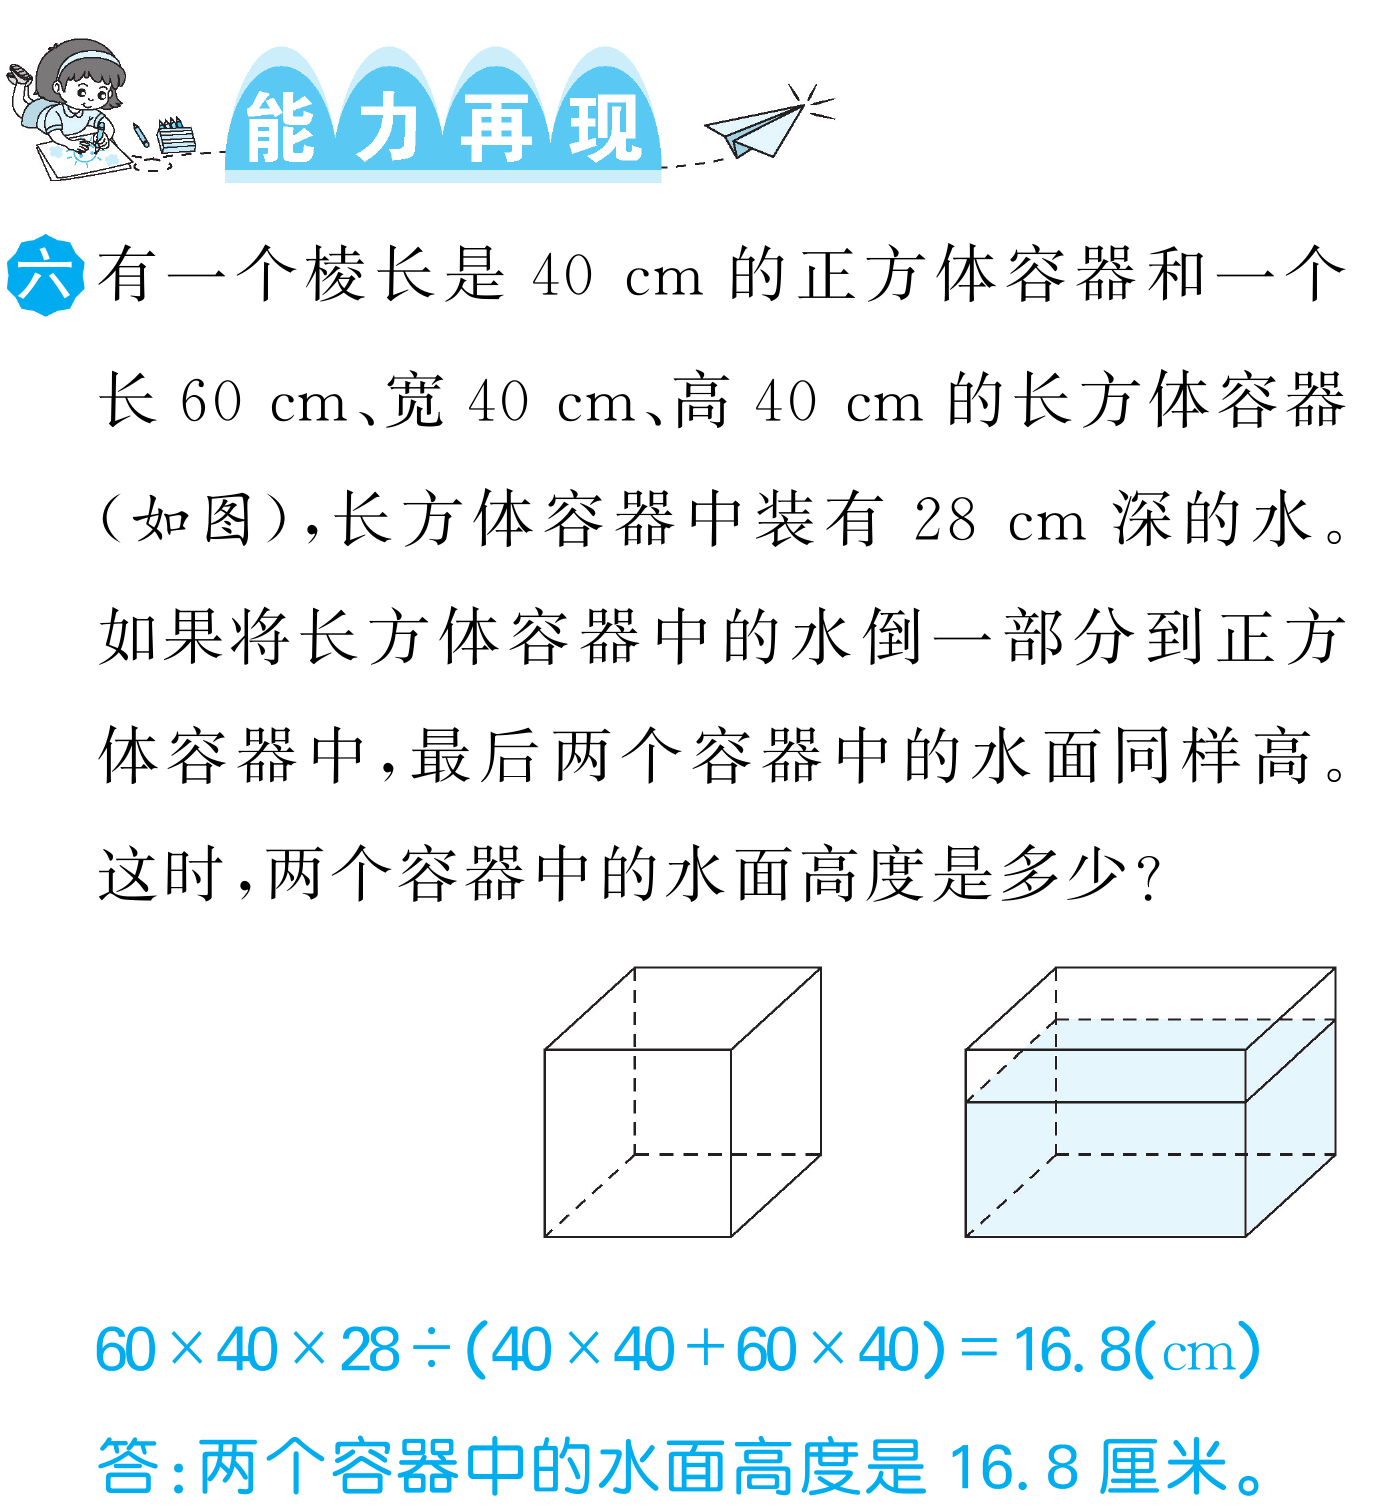 能力再现
六 有一个棱长是 40 cm 的正方体容器和一个
长 60 cm、宽 40 cm、高 40 cm 的长方体容器
(如图),长方体容器中装有 28 cm 深的水。
如果将长方体容器中的水倒一部分到正方
体容器中,最后两个容器中的水面同样高。
这时,两个容器中的水面高度是多少?
60×40×28÷(40×40+60×40)=16.8(cm)
答:两个容器中的水面高度是 16.8 厘米。